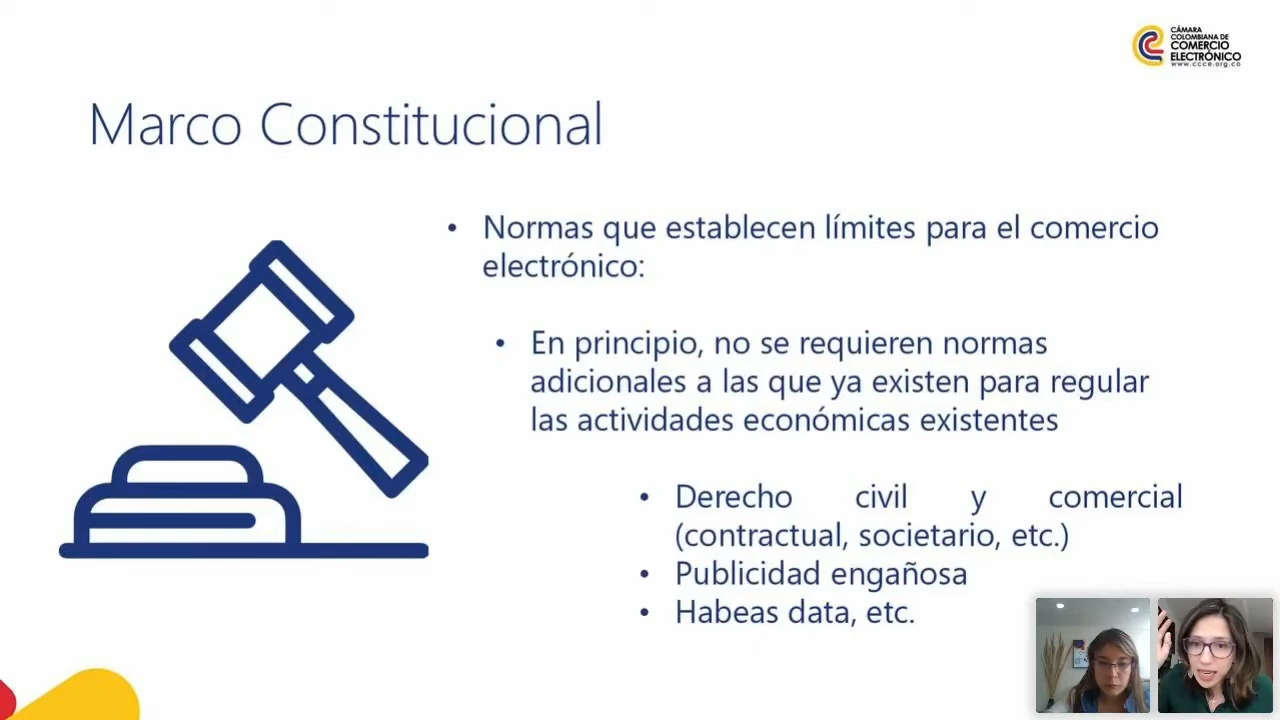 CÁMARA
COLOMBIANA DE
COMERCIO
ELECTRÓNICO
www.ccce.org.co
Marco Constitucional
• Normas que establecen límites para el comercio
electrónico:
• En principio, no se requieren normas
adicionales a las que ya existen para regular
las actividades económicas existentes
• Derecho civil y comercial
(contractual, societario, etc.)
• Publicidad engañosa
• Habeas data, etc.